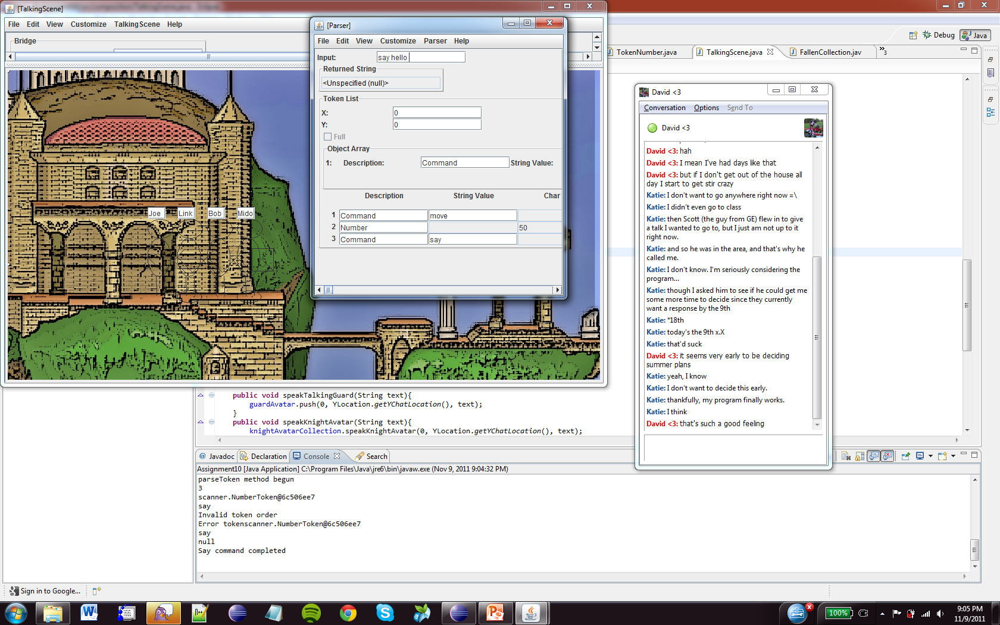 [TalkingScene]
File Edit View Customize TalkingScene Help
Bridge
Joe Link Bob Mido
[Parser]
File Edit View Customize Parser Help
Input: say hello
Returned String
<Unspecified (null)>
Token List
X: 0
Y: 0
Full
Object Array
1: Description: Command String Value:
Description String Value Char
1 Command move
2 Number 50
3 Command say
Debug Java
TokenNumber.java TalkingScene.java FallenCollection.jav »3
David <3
Conversation Options Send To
David <3
David <3: hah
David <3: I mean I've had days like that
David <3: but if I don't get out of the house all
day I start to get stir crazy
Katie: I don't want to go anywhere right now =\
Katie: I didn't even go to class
Katie: then Scott (the guy from GE) flew in to give
a talk I wanted to go to, but I just am not up to it
right now.
Katie: and so he was in the area, and that's why he
called me.
Katie: I don't know. I'm seriously considering the
program...
Katie: though I asked him to see if he could get me
some more time to decide since they currently
want a response by the 9th
Katie: *18th
Katie: today's the 9th x.X
Katie: that'd suck
David <3: it seems very early to be deciding
summer plans
Katie: yeah, I know
Katie: I don't want to decide this early.
Katie: thankfully, my program finally works.
Katie: I think
David <3: that's such a good feeling
public void speakTalkingGuard(String text){
guardAvatar.push(0, YLocation.getYChatLocation(), text);
}
public void speakKnightAvatar(String text){
knightAvatarCollection.speakKnightAvatar(0, YLocation.getYChatLocation(), text);
@ Javadoc Declaration Console Search
Assignment10 [Java Application] C:\Program Files\Java\jre6\bin\javaw.exe (Nov 9, 2011 9:04:32 PM)
parseToken method begun
3
scanner.NumberToken@6c506ee7
say
Invalid token order
Error tokenscanner.NumberToken@6c506ee7
say
null
Say command completed
Sign in to Google...
100%
9:05 PM
11/9/2011